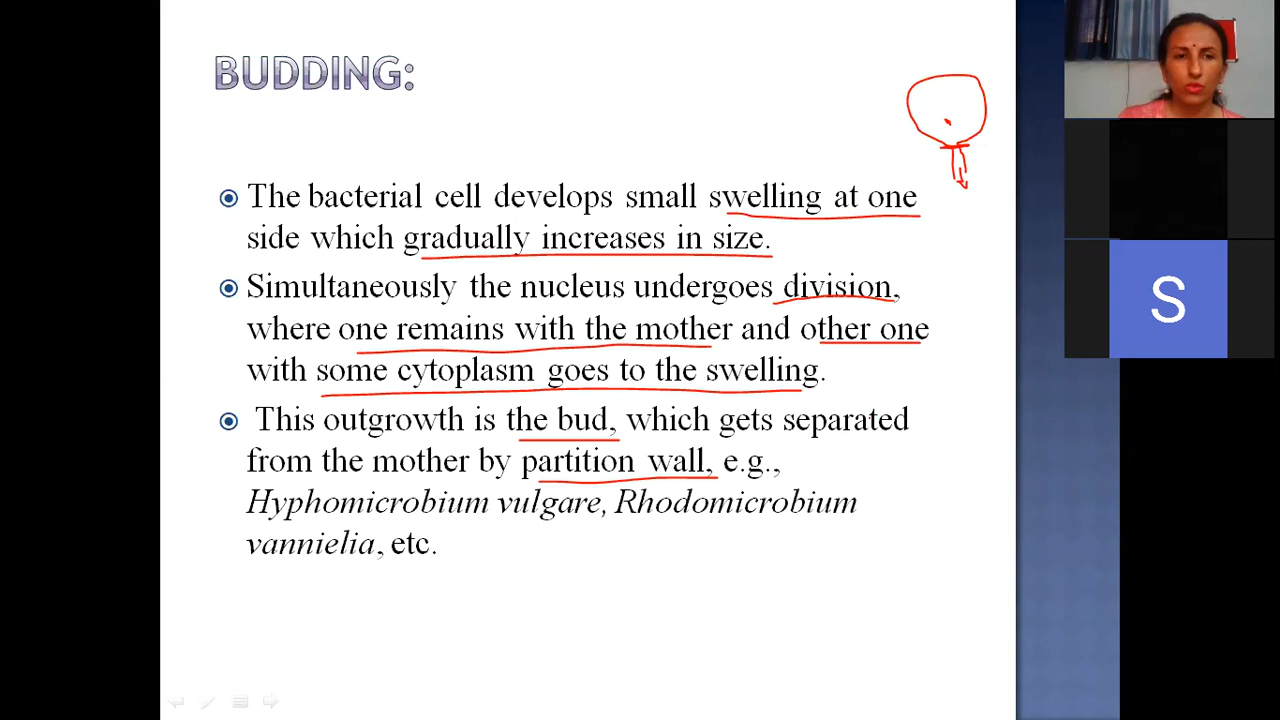 BUDDING:
The bacterial cell develops small swelling at one
side which gradually increases in size.
Simultaneously the nucleus undergoes division,
where one remains with the mother and other one
with some cytoplasm goes to the swelling.
This outgrowth is the bud, which gets separated
from the mother by partition wall, e.g.,
Hyphomicrobium vulgare, Rhodomicrobium
vannielia, etc.
S